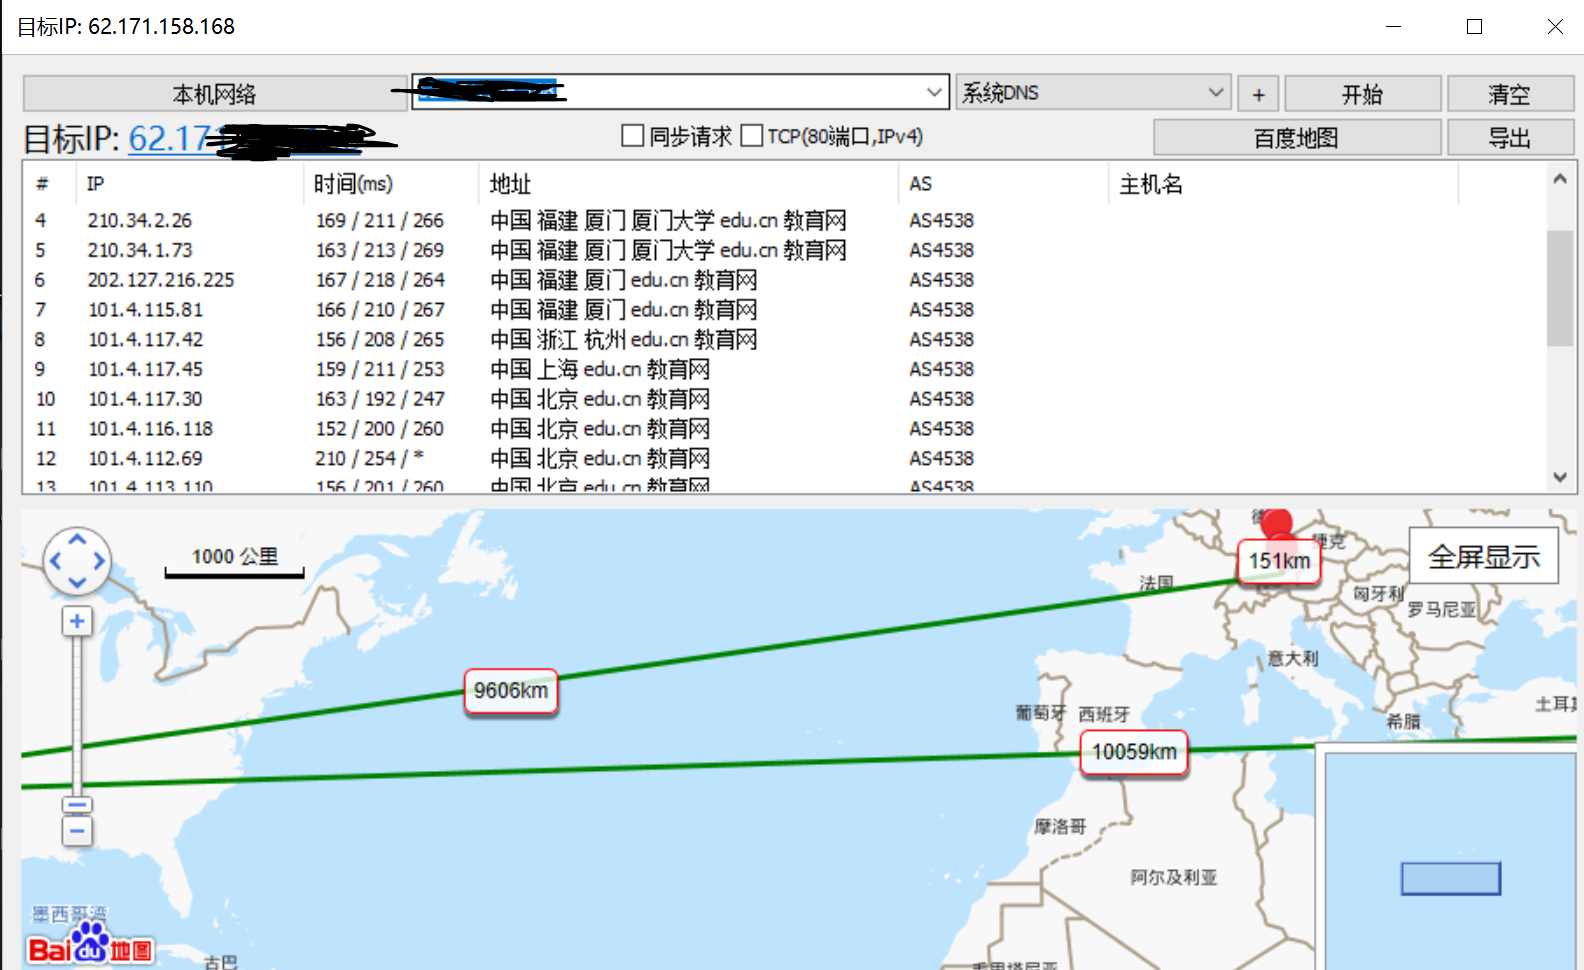 目标IP: 62.171.158.168
本机网络
系统DNS
+
开始
清空
目标IP: 62.17
同步请求
TCP(80端口,IPv4)
百度地图
导出
# IP 时间(ms) 地址 AS 主机名
4 210.34.2.26 169 / 211 / 266 中国 福建 厦门 厦门大学 edu.cn 教育网 AS4538
5 210.34.1.73 163 / 213 / 269 中国 福建 厦门 厦门大学 edu.cn 教育网 AS4538
6 202.127.216.225 167 / 218 / 264 中国 福建 厦门 edu.cn 教育网 AS4538
7 101.4.115.81 166 / 210 / 267 中国 福建 厦门 edu.cn 教育网 AS4538
8 101.4.117.42 156 / 208 / 265 中国 浙江 杭州 edu.cn 教育网 AS4538
9 101.4.117.45 159 / 211 / 253 中国 上海 edu.cn 教育网 AS4538
10 101.4.117.30 163 / 192 / 247 中国 北京 edu.cn 教育网 AS4538
11 101.4.116.118 152 / 200 / 260 中国 北京 edu.cn 教育网 AS4538
12 101.4.112.69 210 / 254 / * 中国 北京 edu.cn 教育网 AS4538
13 101.4.113.110 156 / 201 / 260 中国 北京 edu.cn 教育网 AS4538
1000 公里
德
捷克
151km
全屏显示
法国
匈牙利
罗马尼亚
意大利
9606km
葡萄牙
西班牙
土耳其
希腊
10059km
摩洛哥
阿尔及利亚
墨西哥湾
Bai du 地图
古巴
毛里塔尼亚